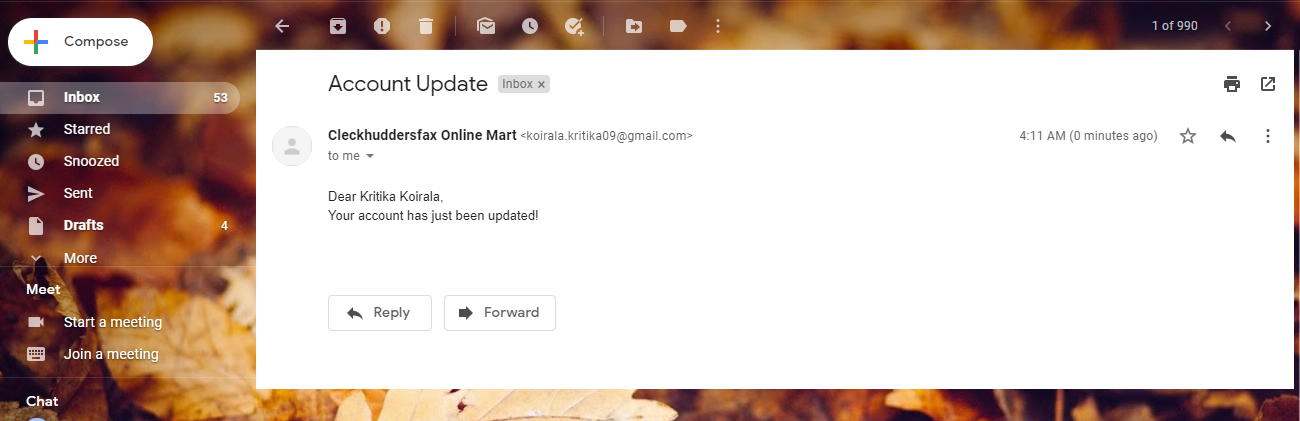 Compose
1 of 990
Inbox 53
Starred
Snoozed
Sent
Drafts 4
More
Meet
Start a meeting
Join a meeting
Chat
Account Update Inbox ×
Cleckhuddersfax Online Mart <koirala.kritika09@gmail.com> 4:11 AM (0 minutes ago)
to me
Dear Kritika Koirala,
Your account has just been updated!
Reply Forward